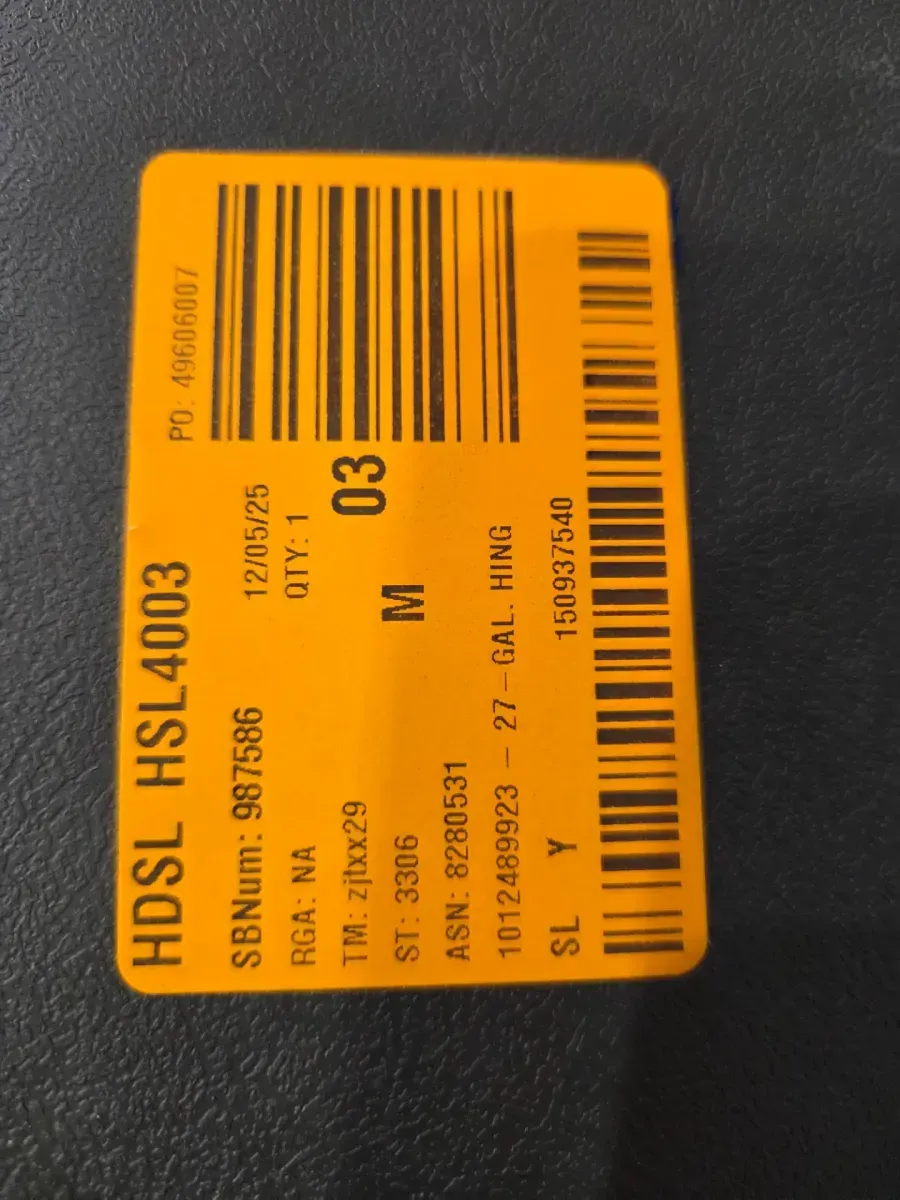 HDSL HSL4003
PO: 49606007
SBNum: 987586
12/05/25
RGA: NA
QTY: 1
TM: zjtxx29
03
ST: 3306
M
ASN: 8280531
1012489923 - 27-GAL. HING
SL Y
150937540